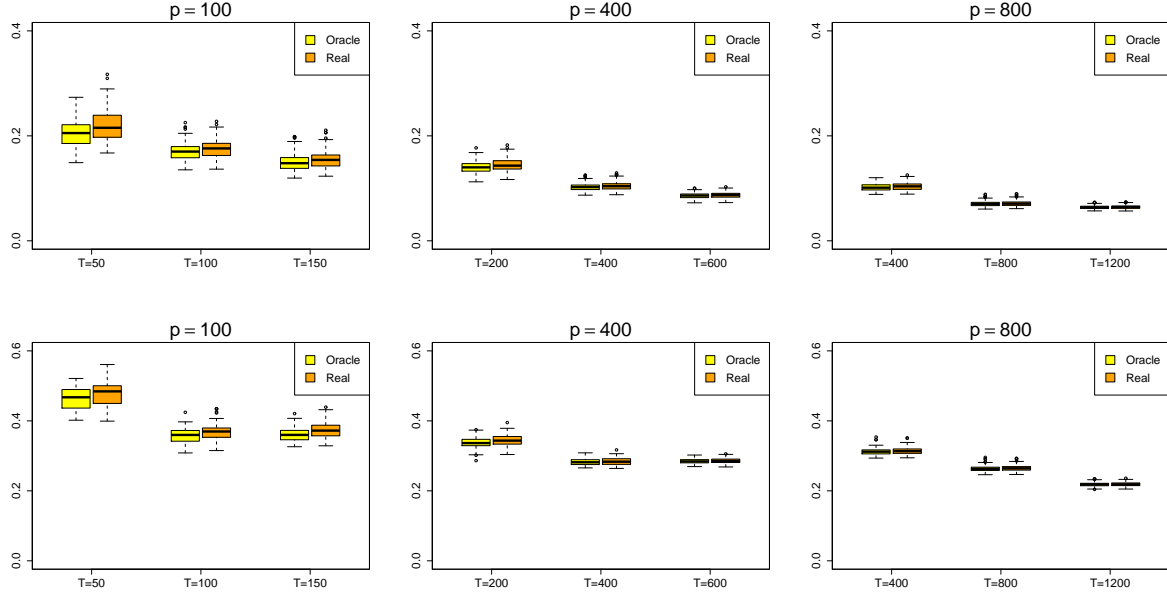 p = 100
0.4
0.2
0.0
Oracle
Real
T=50
T=100
T=150
p = 400
0.4
0.2
0.0
Oracle
Real
T=200
T=400
T=600
p = 800
0.4
0.2
0.0
Oracle
Real
T=400
T=800
T=1200
p = 100
0.6
0.4
0.2
0.0
Oracle
Real
T=50
T=100
T=150
p = 400
0.6
0.4
0.2
0.0
Oracle
Real
T=200
T=400
T=600
p = 800
0.6
0.4
0.2
0.0
Oracle
Real
T=400
T=800
T=1200